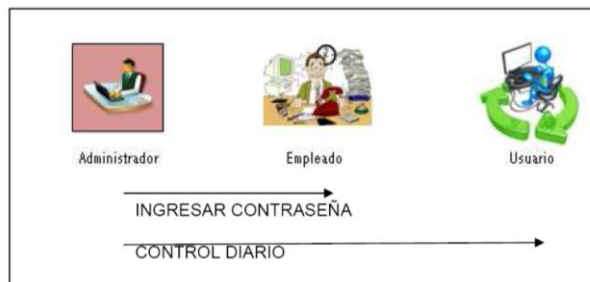 Administrador
Empleado
Usuario
INGRESAR CONTRASEÑA
CONTROL DIARIO